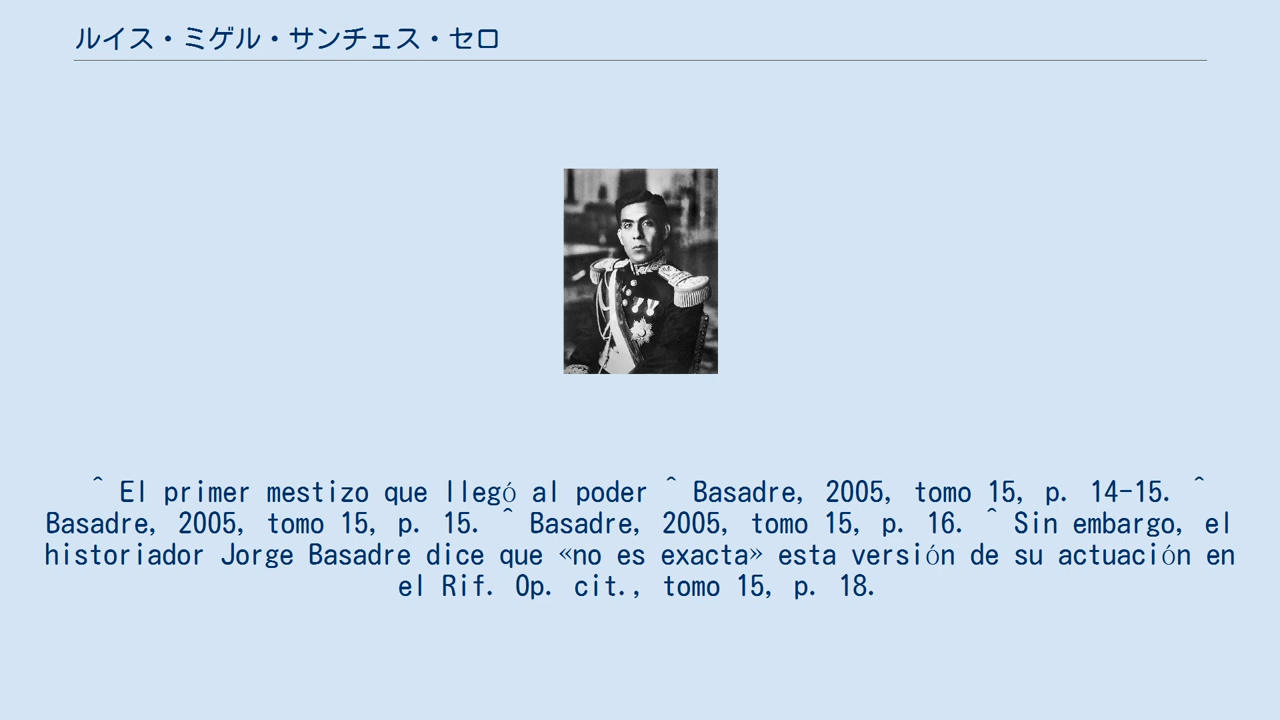 ルイス・ミゲル・サンチェス・セロ
^ El primer mestizo que llegó al poder ^ Basadre, 2005, tomo 15, p. 14-15. ^
Basadre, 2005, tomo 15, p. 15. ^ Basadre, 2005, tomo 15, p. 16. ^ Sin embargo, el
historiador Jorge Basadre dice que «no es exacta» esta versión de su actuación en
el Rif. Op. cit., tomo 15, p. 18.